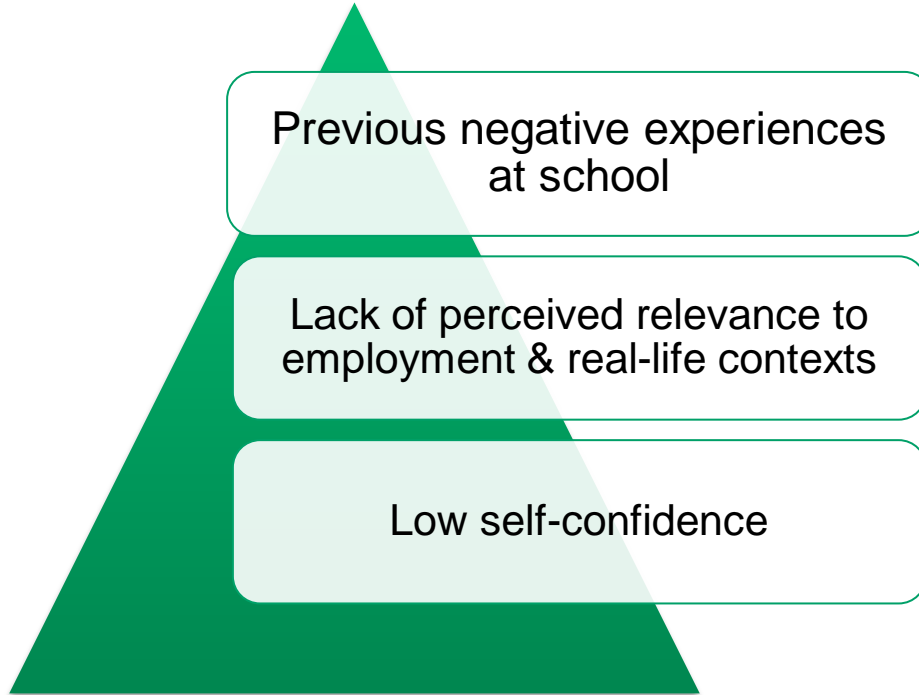 Previous negative experiences
at school
Lack of perceived relevance to
employment & real-life contexts
Low self-confidence